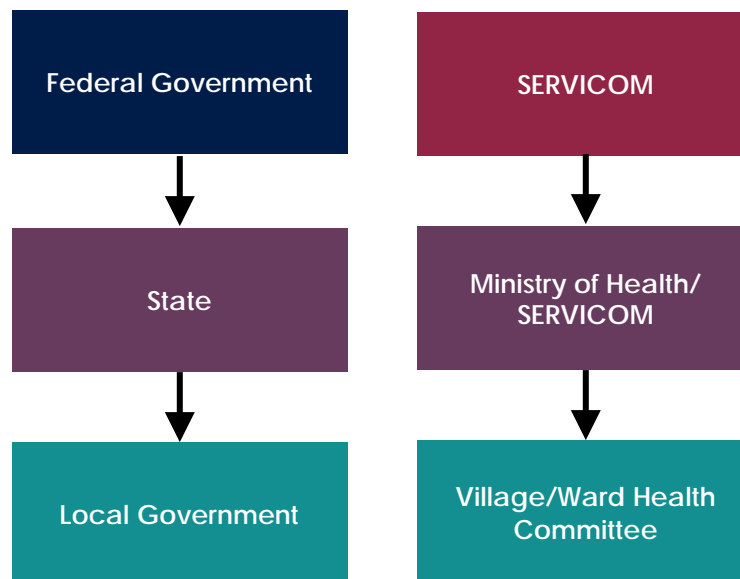 Federal Government
SERVICOM
State
Ministry of Health/
SERVICOM
Local Government
Village/Ward Health
Committee